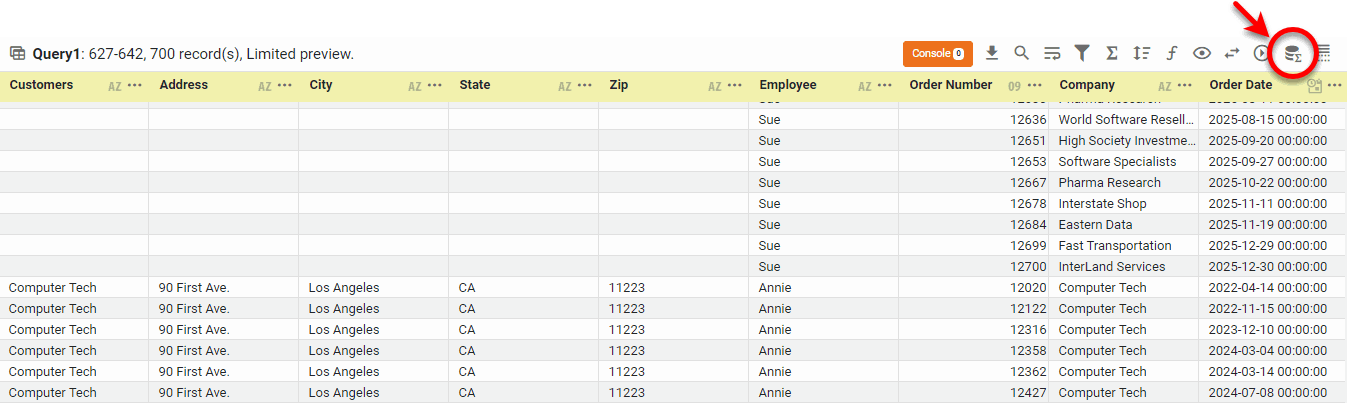 Query1: 627-642, 700 record(s), Limited preview. Console 0
Customers AZ Address AZ City AZ State AZ Zip AZ Employee AZ Order Number 09 Company AZ Order Date
Sue 12636 World Software Resell... 2025-08-15 00:00:00
Sue 12651 High Society Investme... 2025-09-20 00:00:00
Sue 12653 Software Specialists 2025-09-27 00:00:00
Sue 12667 Pharma Research 2025-10-22 00:00:00
Sue 12678 Interstate Shop 2025-11-11 00:00:00
Sue 12684 Eastern Data 2025-11-19 00:00:00
Sue 12699 Fast Transportation 2025-12-29 00:00:00
Sue 12700 InterLand Services 2025-12-30 00:00:00
Computer Tech 90 First Ave. Los Angeles CA 11223 Annie 12020 Computer Tech 2022-04-14 00:00:00
Computer Tech 90 First Ave. Los Angeles CA 11223 Annie 12122 Computer Tech 2022-11-15 00:00:00
Computer Tech 90 First Ave. Los Angeles CA 11223 Annie 12316 Computer Tech 2023-12-10 00:00:00
Computer Tech 90 First Ave. Los Angeles CA 11223 Annie 12358 Computer Tech 2024-03-04 00:00:00
Computer Tech 90 First Ave. Los Angeles CA 11223 Annie 12362 Computer Tech 2024-03-14 00:00:00
Computer Tech 90 First Ave. Los Angeles CA 11223 Annie 12427 Computer Tech 2024-07-08 00:00:00